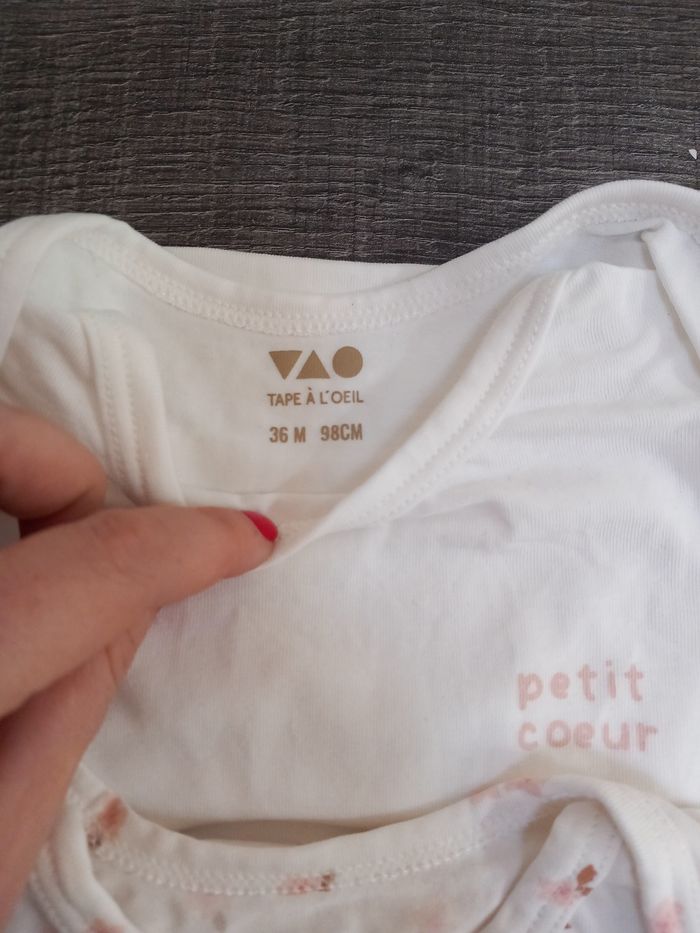 TAPE À L'OEIL
36 M 98CM
petit
coeur